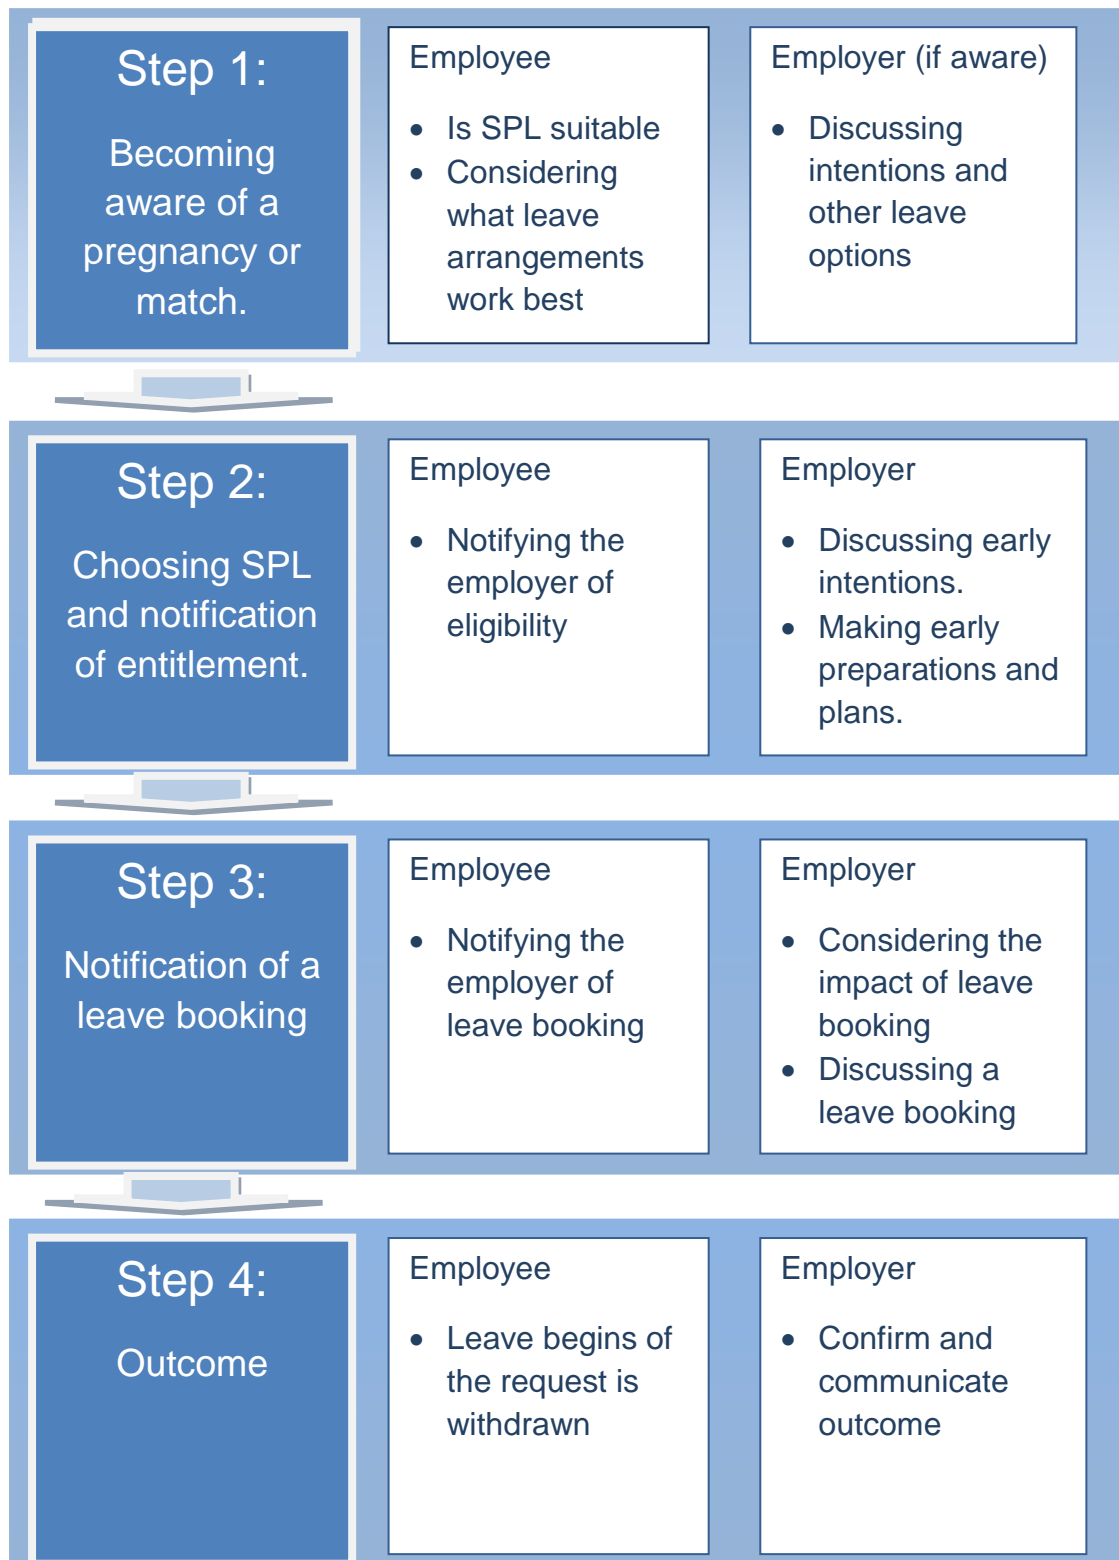 Step 1:
Becoming
aware of a
pregnancy or
match.
Employee
• Is SPL suitable
• Considering
what leave
arrangements
work best
Employer (if aware)
• Discussing
intentions and
other leave
options
Step 2:
Choosing SPL
and notification
of entitlement.
Employee
• Notifying the
employer of
eligibility
Employer
• Discussing early
intentions.
• Making early
preparations and
plans.
Step 3:
Notification of a
leave booking
Employee
• Notifying the
employer of
leave booking
Employer
• Considering the
impact of leave
booking
• Discussing a
leave booking
Step 4:
Outcome
Employee
• Leave begins of
the request is
withdrawn
Employer
• Confirm and
communicate
outcome